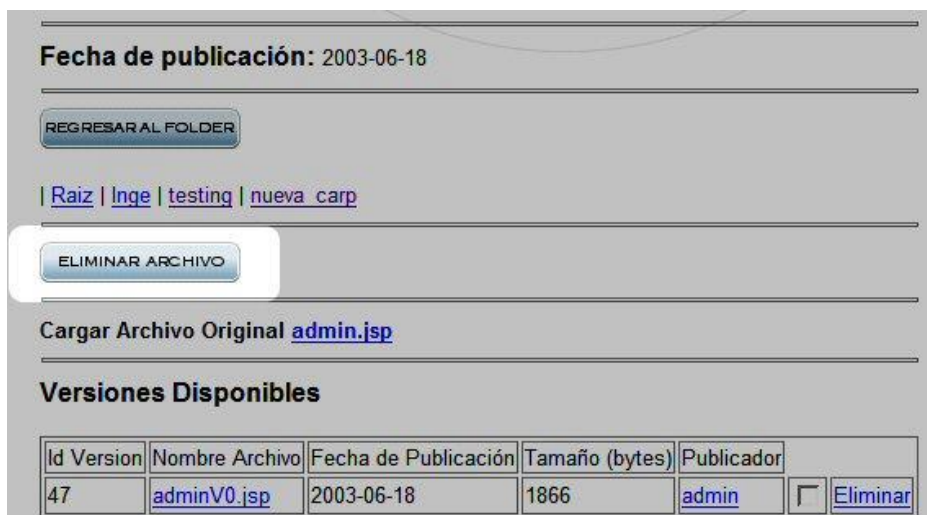 Fecha de publicación: 2003-06-18
REGRESAR AL FOLDER
| Raiz | Inge | testing | nueva_carp
ELIMINAR ARCHIVO
Cargar Archivo Original admin.jsp
Versiones Disponibles
Id Version Nombre Archivo Fecha de Publicación Tamaño (bytes) Publicador
47 adminV0.jsp 2003-06-18 1866 admin Eliminar